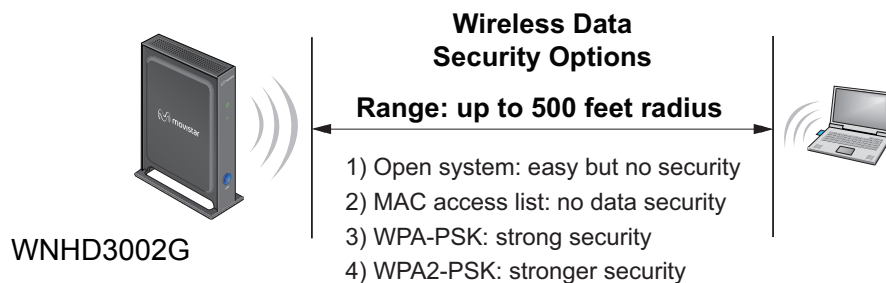 Wireless Data
Security Options
Range: up to 500 feet radius
movistar
1) Open system: easy but no security
2) MAC access list: no data security
3) WPA-PSK: strong security
4) WPA2-PSK: stronger security
WNHD3002G